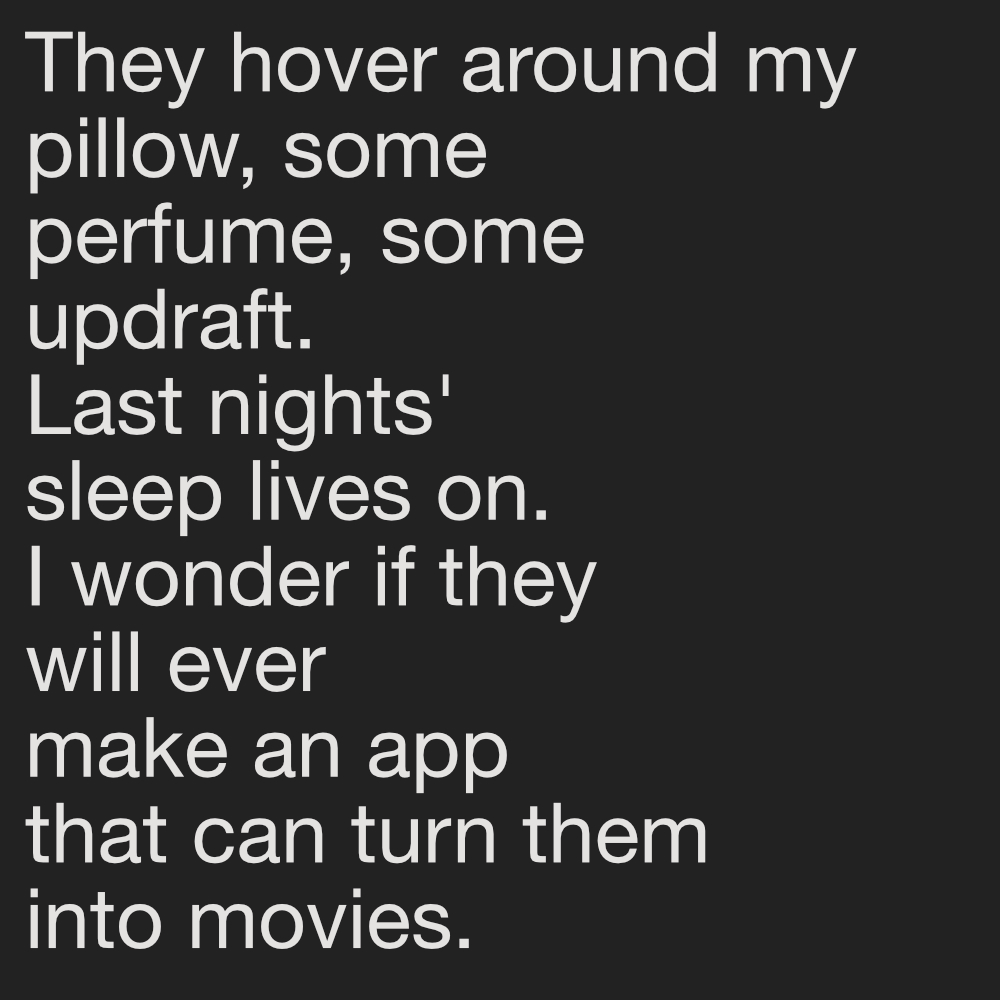 They hover around my
pillow, some
perfume, some
updraft.
Last nights'
sleep lives on.
I wonder if they
will ever
make an app
that can turn them
into movies.